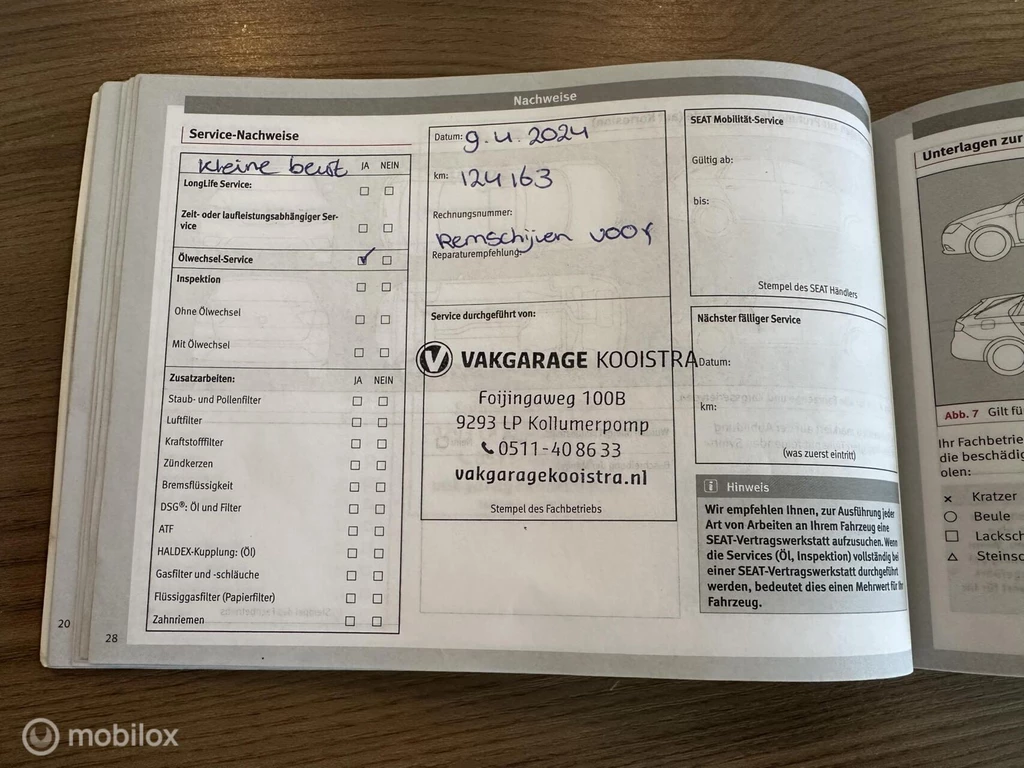 Nachweise
Service-Nachweise
Kleine beurt JA NEIN
LongLife Service:
Zeit- oder laufleistungsabhängiger Ser-
vice
Ölwechsel-Service
Inspektion
Ohne Ölwechsel
Mit Ölwechsel
Zusatzarbeiten: JA NEIN
Staub- und Pollenfilter
Luftfilter
Kraftstofffilter
Zündkerzen
Bremsflüssigkeit
DSG®: Öl und Filter
ATF
HALDEX-Kupplung: (Öl)
Gasfilter und -schläuche
Flüssiggasfilter (Papierfilter)
Zahnriemen
20
28
Datum: 9.4.2024
km: 124163
Rechnungsnummer:
Remschijven voor
Reparaturempfehlung:
Service durchgeführt von:
V VAKGARAGE KOOISTRA
Foijingaweg 100B
9293 LP Kollumerpomp
0511-40 86 33
vakgaragekooistra.nl
Stempel des Fachbetriebs
SEAT Mobilität-Service
Gültig ab:
bis:
Stempel des SEAT Händlers
Nächster fälliger Service
Datum:
km:
(was zuerst eintritt)
i Hinweis
Wir empfehlen Ihnen, zur Ausführung jeder
Art von Arbeiten an Ihrem Fahrzeug eine
SEAT-Vertragswerkstatt aufzusuchen. Wenn
die Services (Öl, Inspektion) vollständig bei
einer SEAT-Vertragswerkstatt durchgeführt
werden, bedeutet dies einen Mehrwert für Ihr
Fahrzeug.
Unterlagen zur
Abb. 7 Gilt fü
Ihr Fachbetrie
die beschädig
olen:
Kratzer
Beule
Lacksch
Steinsc
mobilox